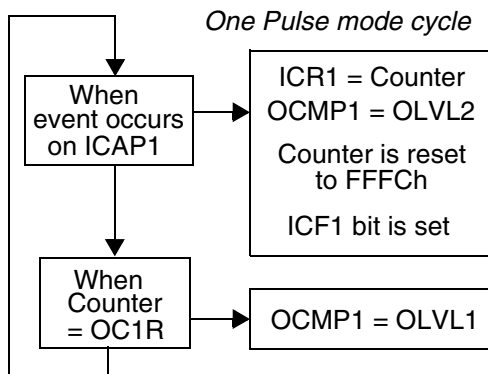 One Pulse mode cycle
When
event occurs
on ICAP1
ICR1 = Counter
OCMP1 = OLVL2
Counter is reset
to FFFCh
ICF1 bit is set
When
Counter
= OC1R
OCMP1 = OLVL1